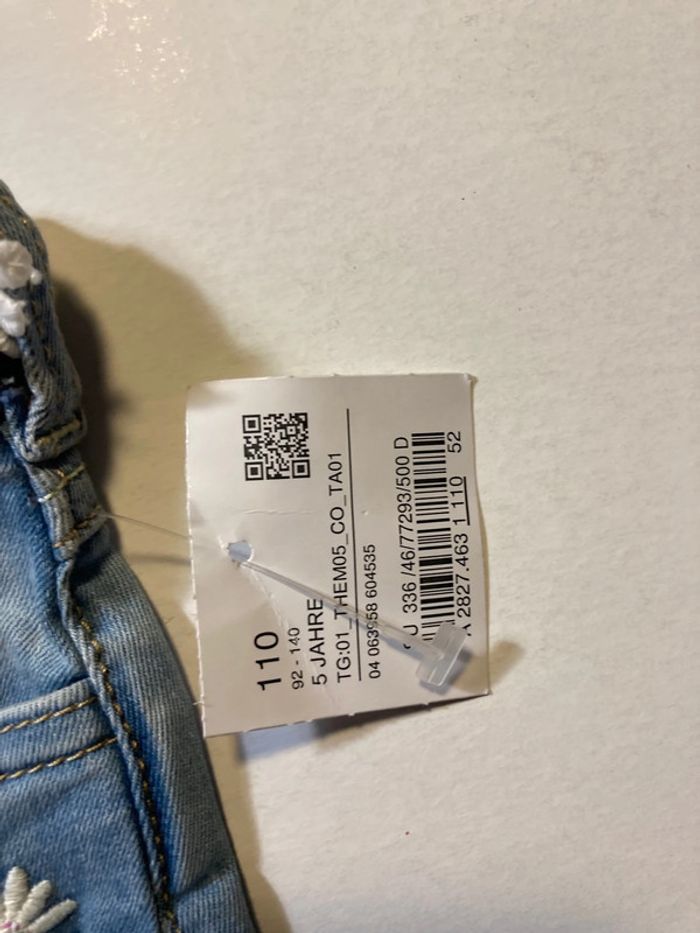 110
92 - 140
5 JAHRE
TG:01_THEM05_CO_TA01
04 063958 604535
336 /46/77293/500 D
A 2827.463 1 110 52